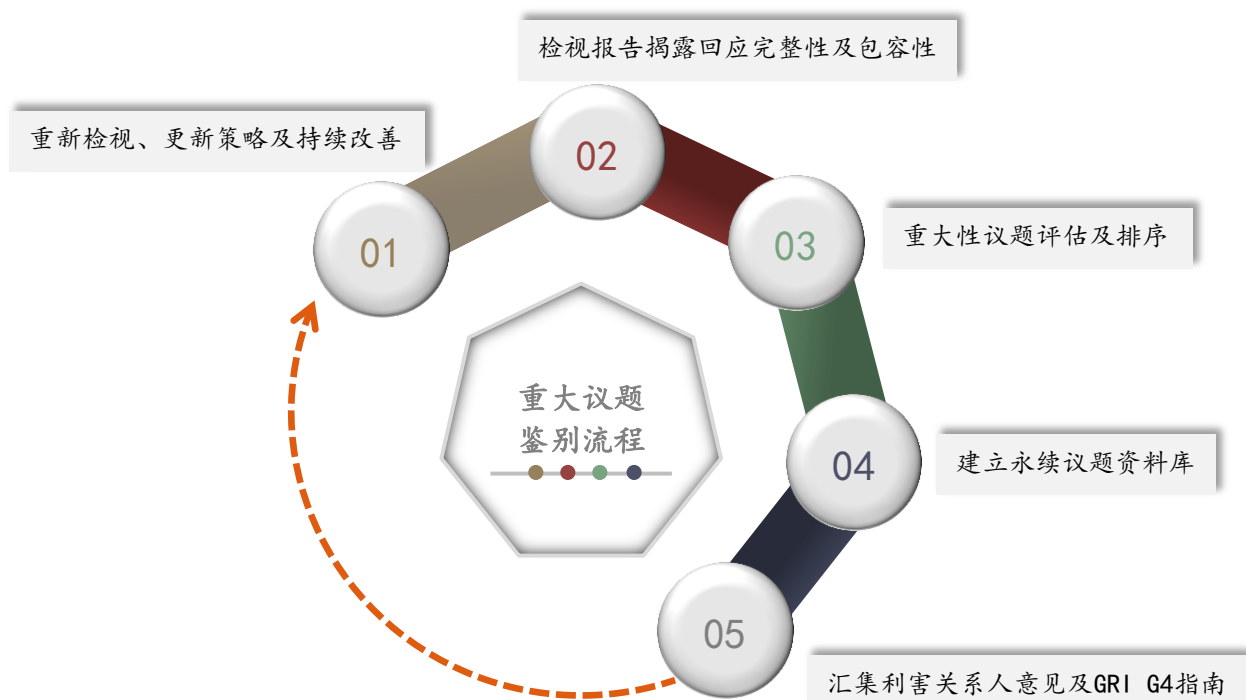 检视报告揭露回应完整性及包容性
重新检视、更新策略及持续改善
02
01
03
重大性议题评估及排序
重大议题
鉴别流程
04
建立永续议题资料库
05
汇集利害关系人意见及GRI G4指南